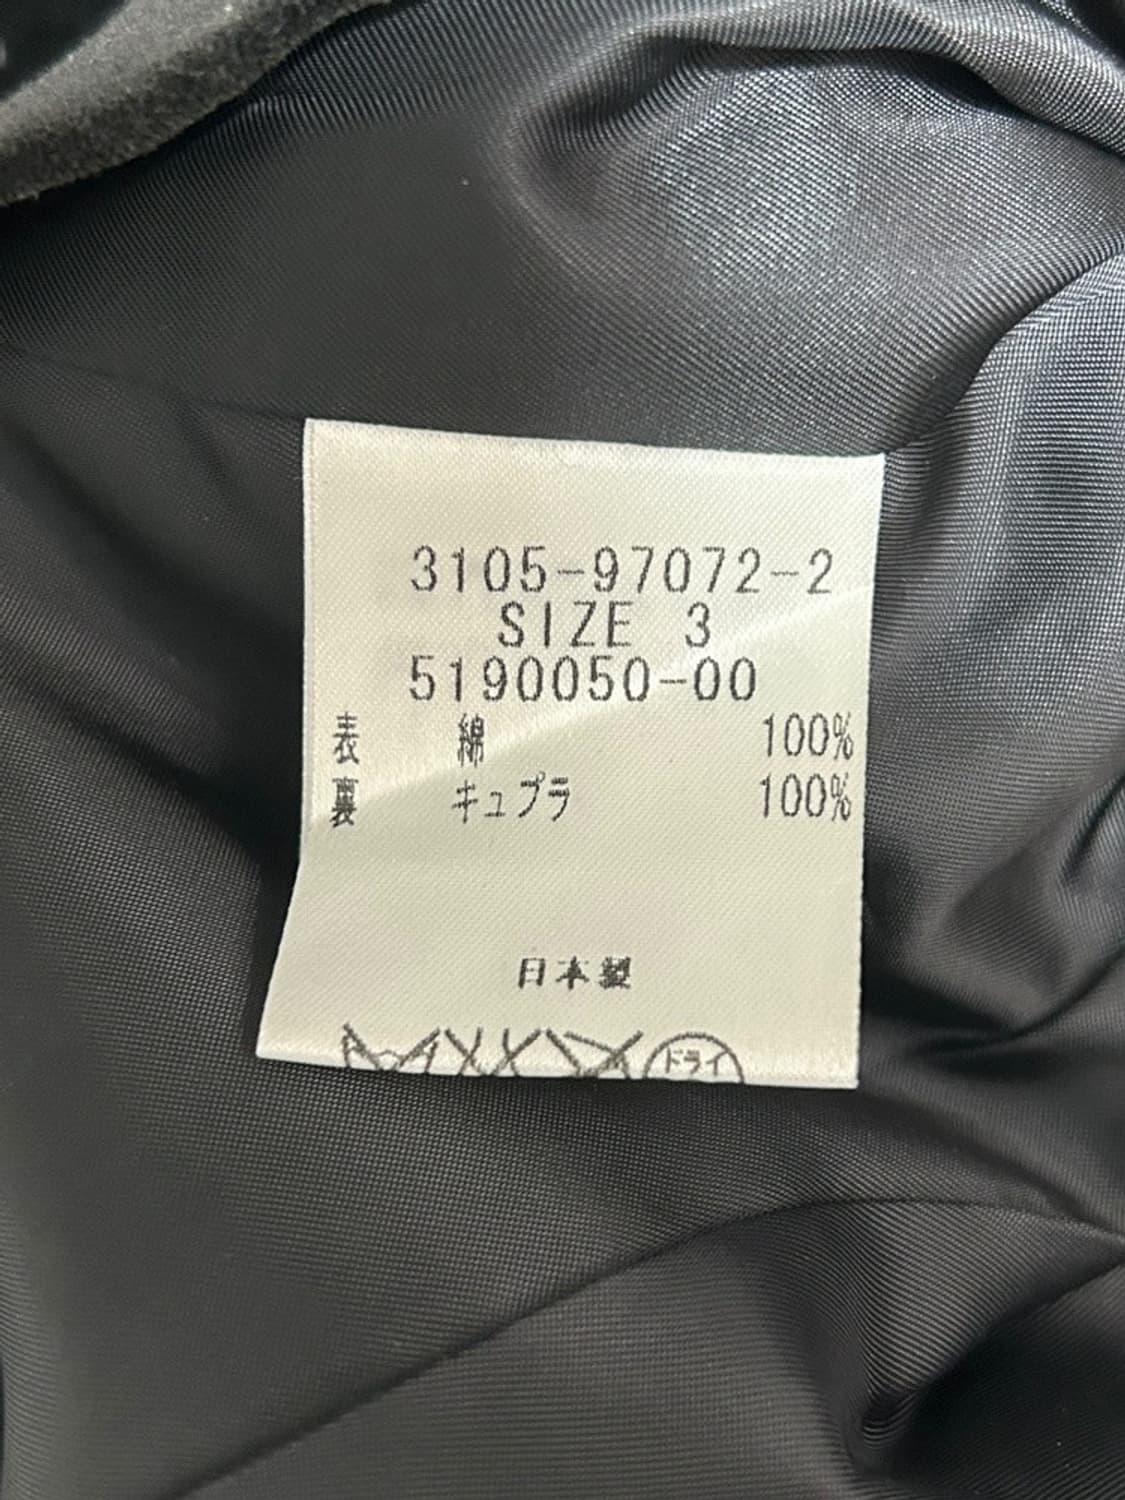 3105-97072-2
SIZE 3
5190050-00
表 綿 100%
裏 キュプラ 100%
日本製
ドライ